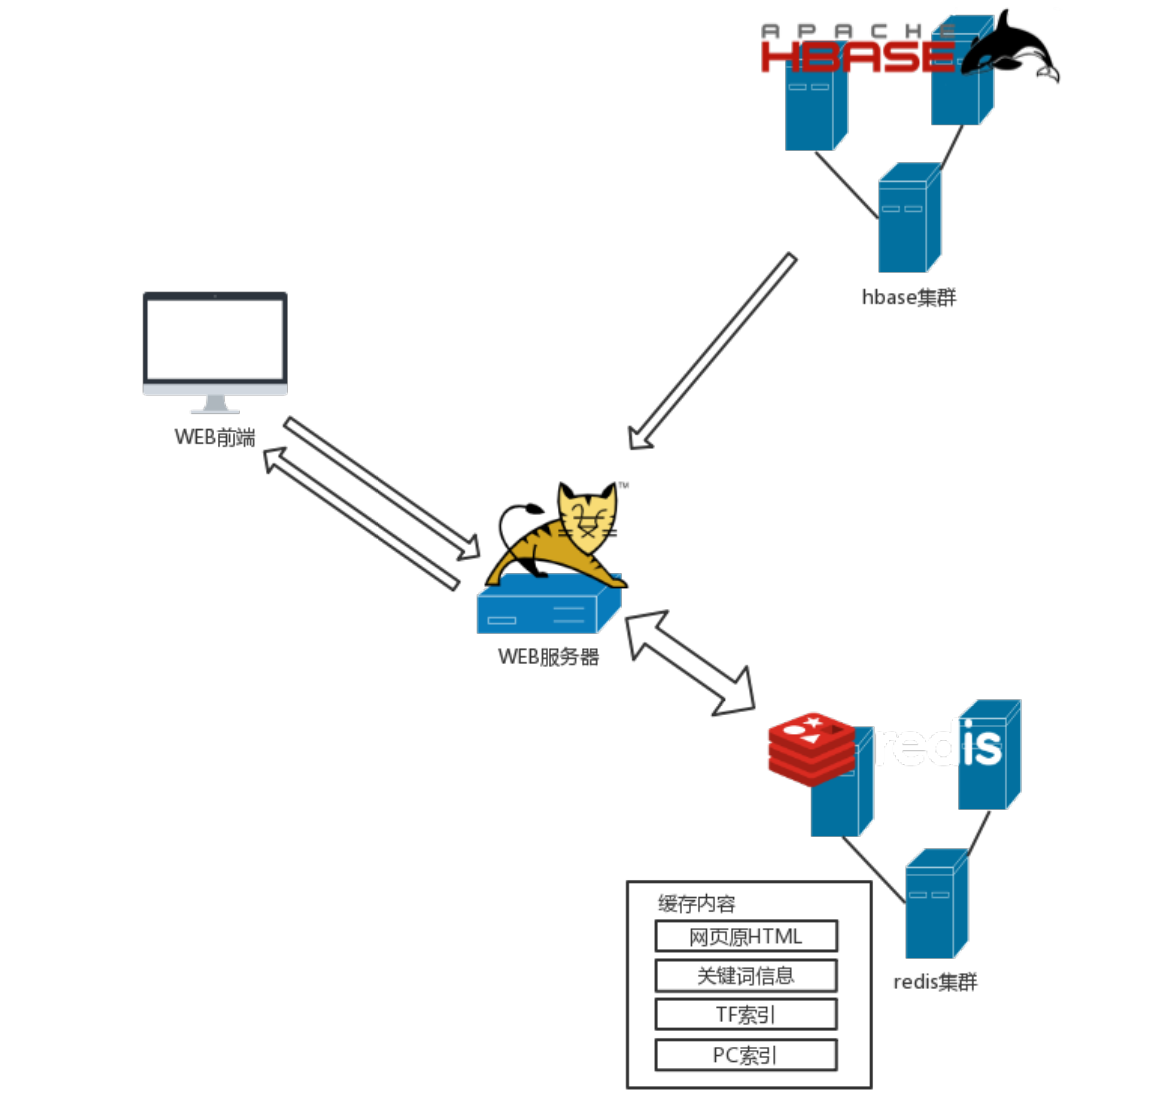 APACHE
HBASE
hbase集群
WEB前端
TM
WEB服务器
redis
缓存内容
网页原HTML
关键词信息
TF索引
PC索引
redis集群